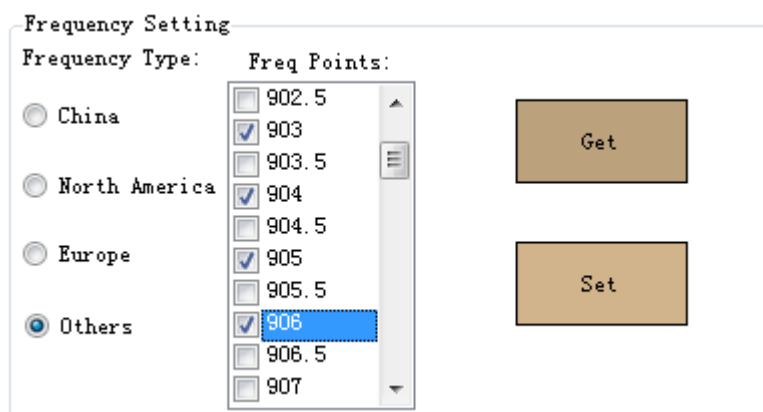 Frequency Setting
Frequency Type:
Freq Points:
China
North America
Europe
Others
902.5
903
903.5
904
904.5
905
905.5
906
906.5
907
Get
Set